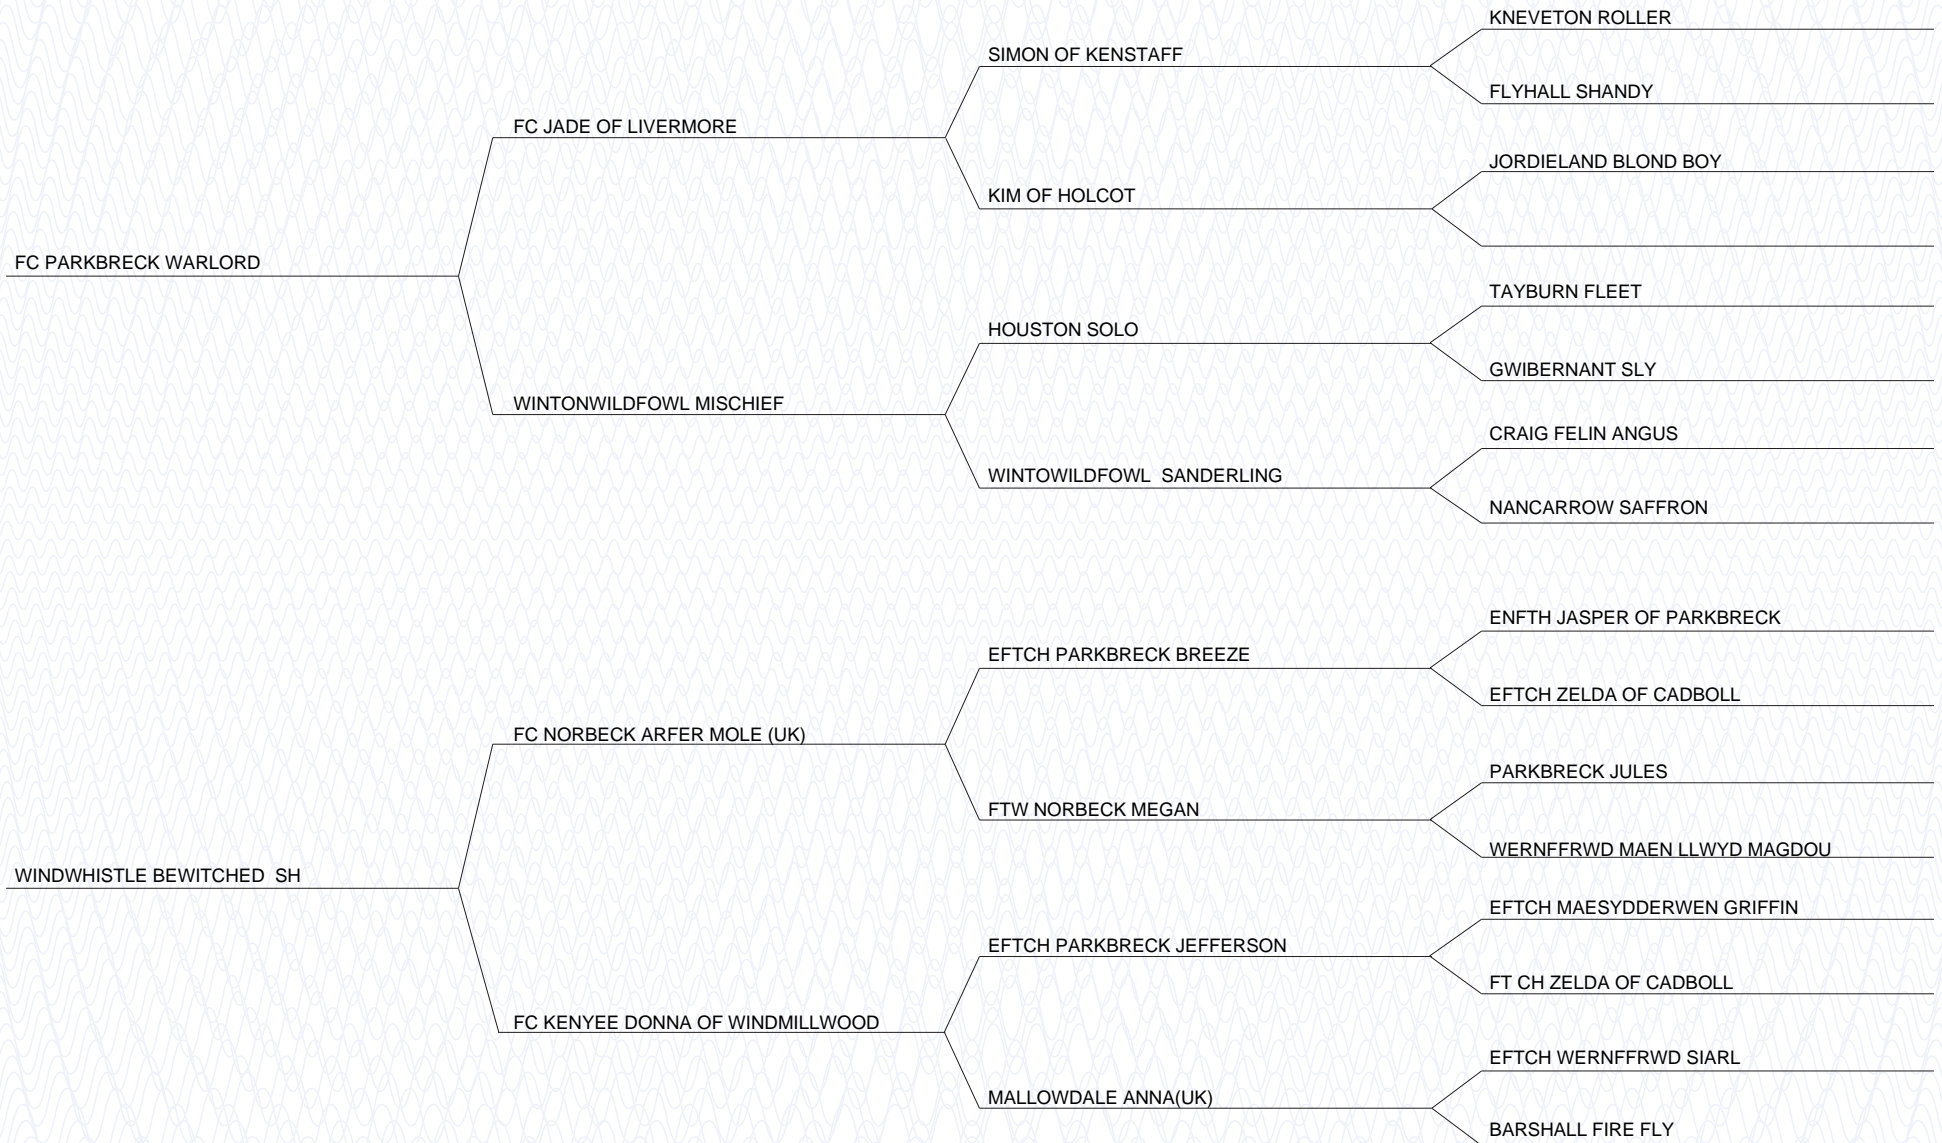 KNEVETON ROLLER
SIMON OF KENSTAFF
FLYHALL SHANDY
FC JADE OF LIVERMORE
JORDIELAND BLOND BOY
KIM OF HOLCOT
FC PARKBRECK WARLORD
TAYBURN FLEET
HOUSTON SOLO
GWIBERNANT SLY
WINTONWILDFOWL MISCHIEF
CRAIG FELIN ANGUS
WINTOWILDFOWL  SANDERLING
NANCARROW SAFFRON
ENFTH JASPER OF PARKBRECK
EFTCH PARKBRECK BREEZE
EFTCH ZELDA OF CADBOLL
FC NORBECK ARFER MOLE (UK)
PARKBRECK JULES
FTW NORBECK MEGAN
WERNFFRWD MAEN LLWYD MAGDOU
WINDWHISTLE BEWITCHED  SH
EFTCH MAESYDDERWEN GRIFFIN
EFTCH PARKBRECK JEFFERSON
FT CH ZELDA OF CADBOLL
FC KENYEE DONNA OF WINDMILLWOOD
EFTCH WERNFFRWD SIARL
MALLOWDALE ANNA(UK)
BARSHALL FIRE FLY